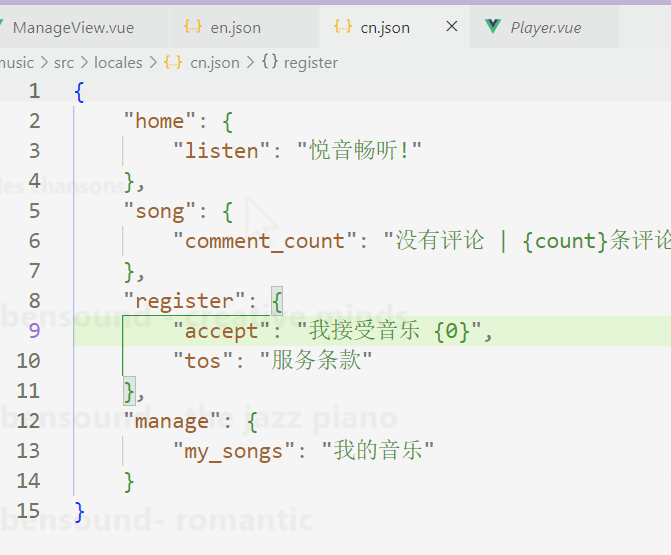 ManageView.vue en.json cn.json Player.vue
music > src > locales > cn.json > {} register
1 {
2 "home": {
3 "listen": "悦音畅听!"
4 },
5 "song": {
6 "comment_count": "没有评论 | {count}条评论
7 },
8 "register": {
9 "accept": "我接受音乐 {0}",
10 "tos": "服务条款"
11 },
12 "manage": {
13 "my_songs": "我的音乐"
14 }
15 }
les chansons
bensound - creative minds
bensound - the jazz piano
bensound- romantic